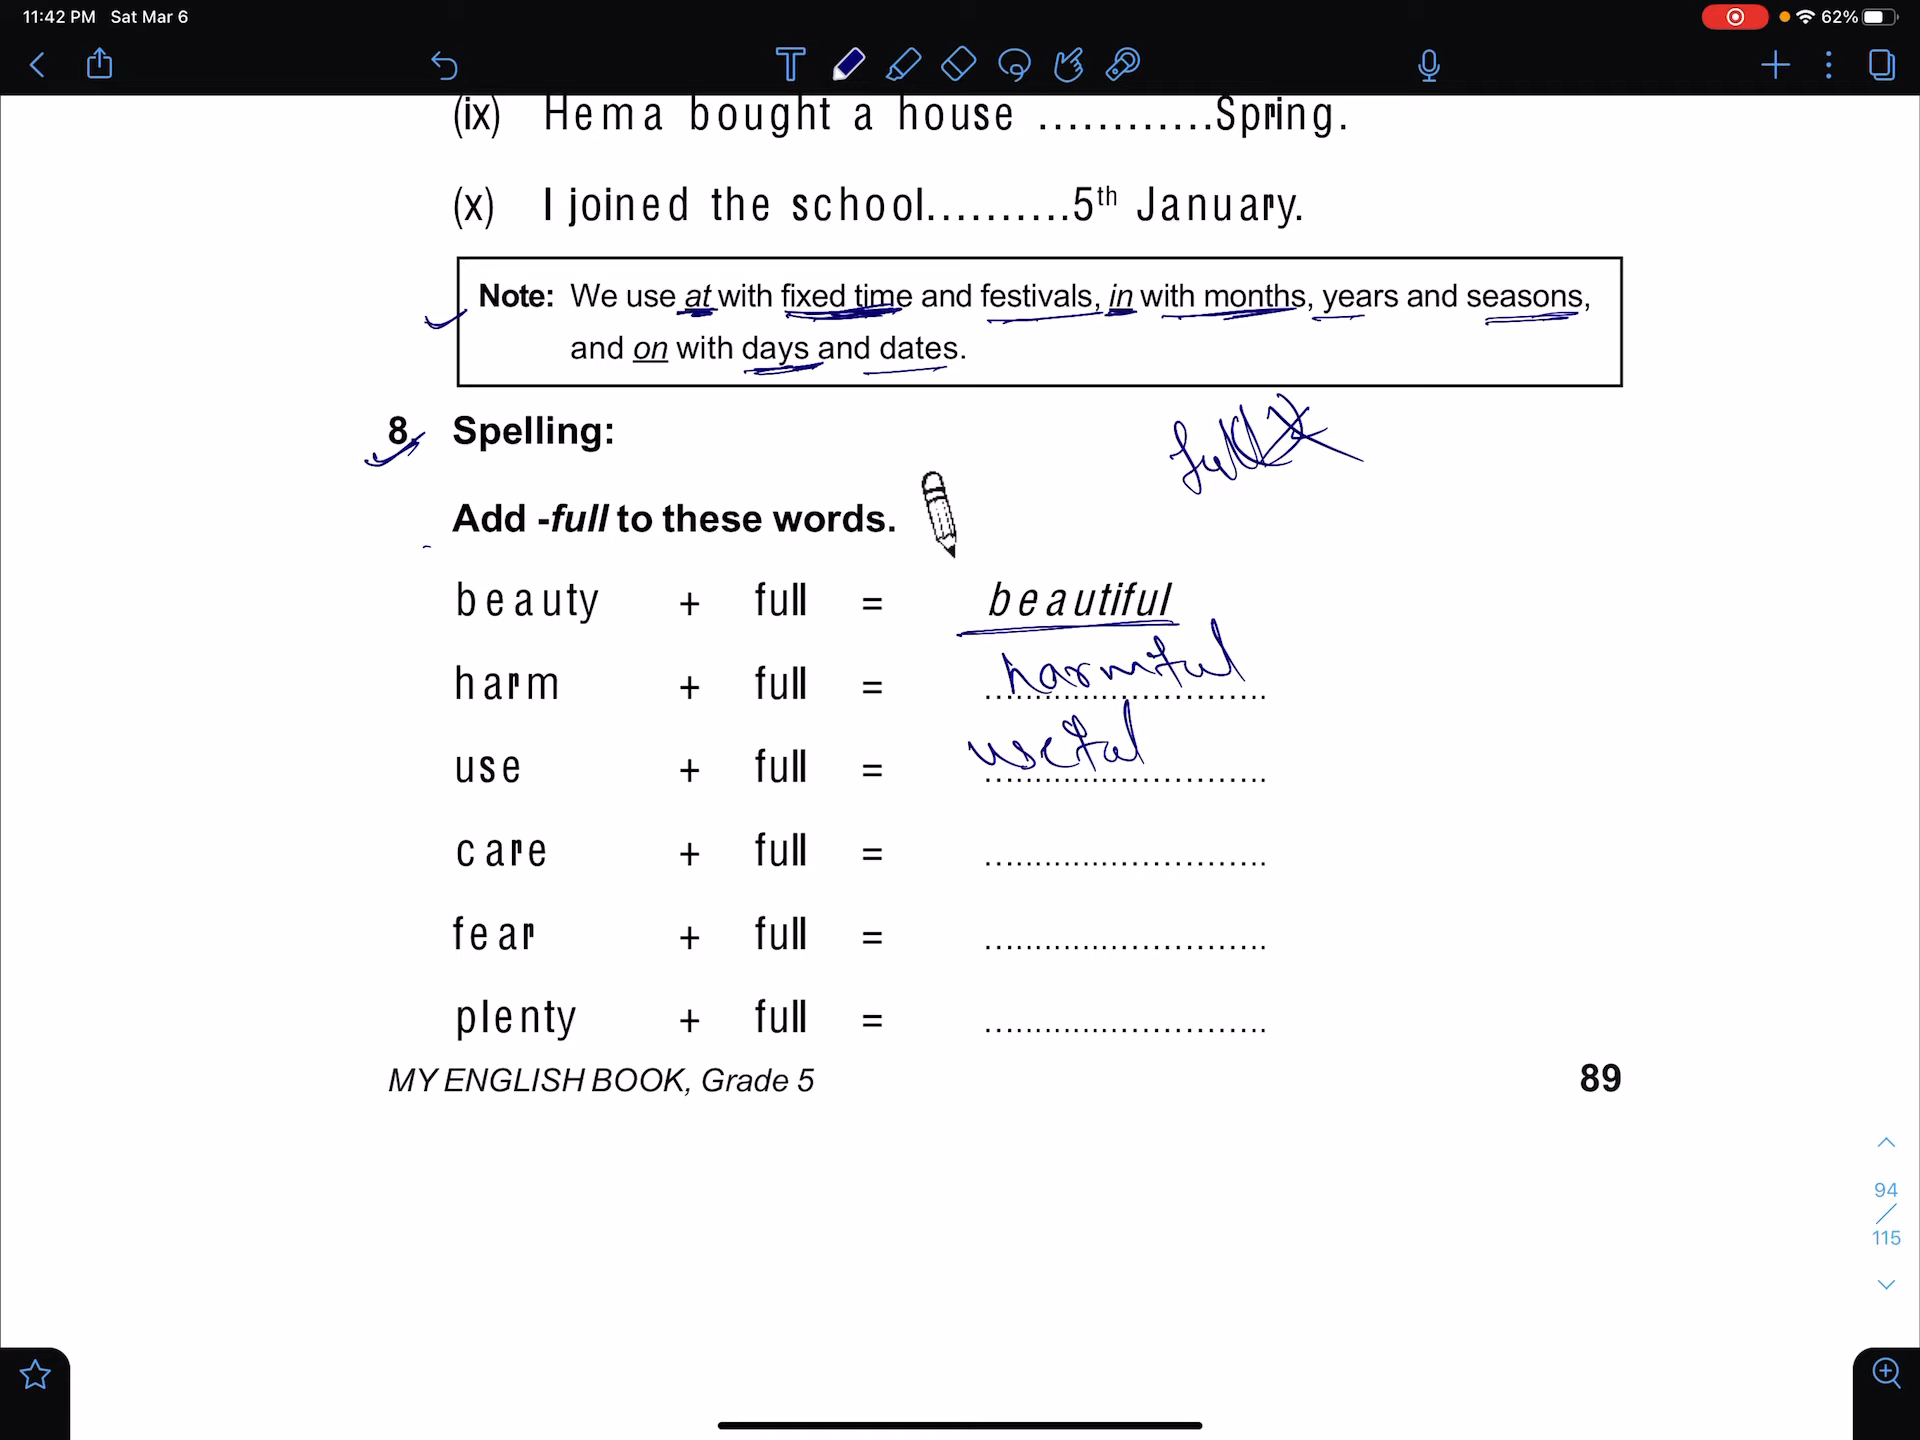 11:42 PM Sat Mar 6
62%
(ix) Hema bought a house ............Spring.
(x) I joined the school..........5th January.
Note: We use at with fixed time and festivals, in with months, years and seasons,
and on with days and dates.
8. Spelling:
full
Add -full to these words.
beauty + full = beautiful
harm + full = harmful
use + full = useful
care + full = ............................
fear + full = ............................
plenty + full = ............................
MY ENGLISH BOOK, Grade 5 89
94
/
115